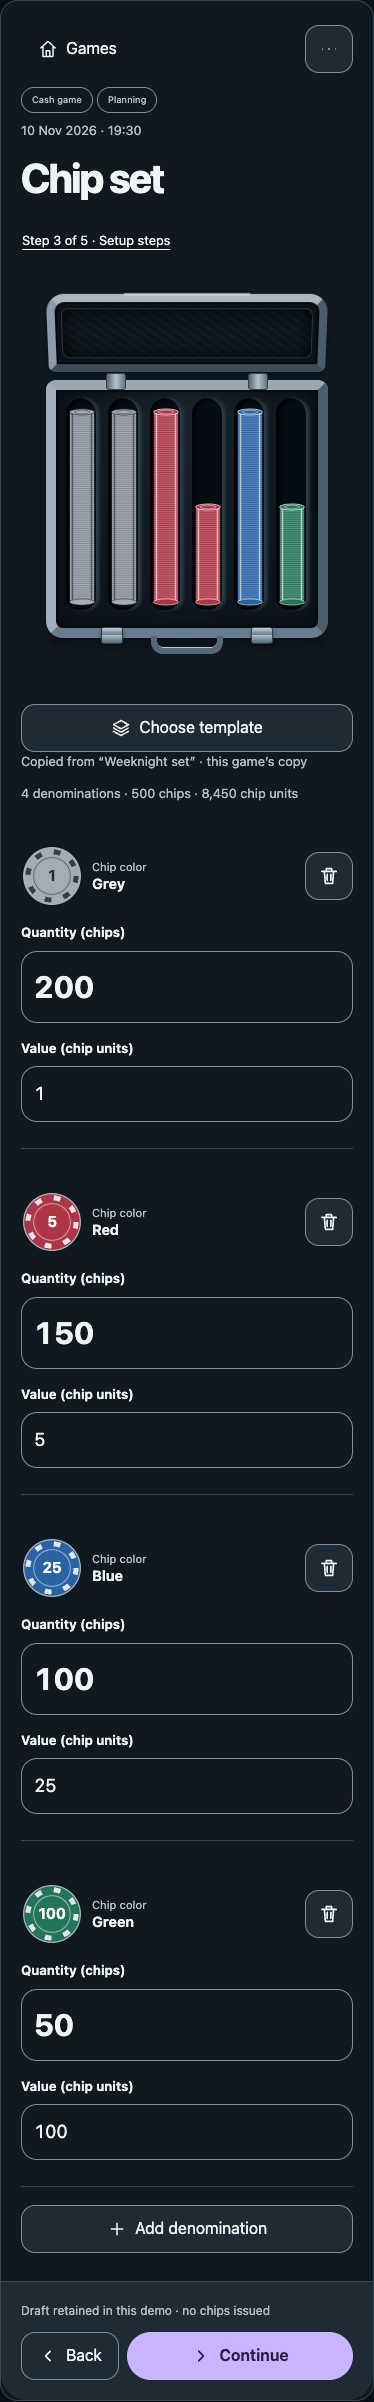 Games
Cash game Planning
10 Nov 2026 · 19:30
Chip set
Step 3 of 5 · Setup steps
Choose template
Copied from “Weeknight set” · this game’s copy
4 denominations · 500 chips · 8,450 chip units
1
Chip color
Grey
Quantity (chips)
200
Value (chip units)
1
5
Chip color
Red
Quantity (chips)
150
Value (chip units)
5
25
Chip color
Blue
Quantity (chips)
100
Value (chip units)
25
100
Chip color
Green
Quantity (chips)
50
Value (chip units)
100
Add denomination
Draft retained in this demo · no chips issued
Back
Continue